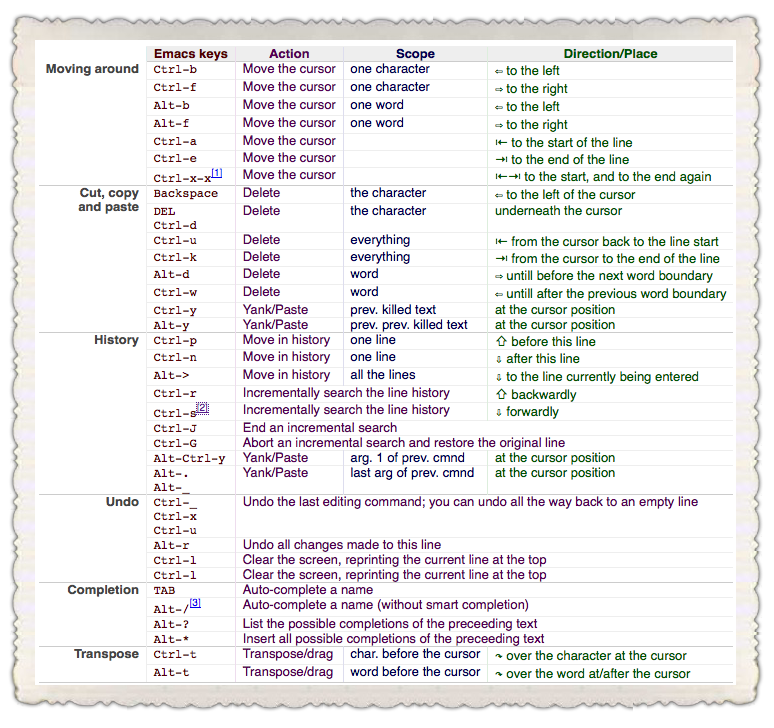 Emacs keys Action Scope Direction/Place
Moving around Ctrl-b Move the cursor one character ⇦ to the left
Ctrl-f Move the cursor one character ⇨ to the right
Alt-b Move the cursor one word ⇦ to the left
Alt-f Move the cursor one word ⇨ to the right
Ctrl-a Move the cursor ⇤ to the start of the line
Ctrl-e Move the cursor ⇥ to the end of the line
Ctrl-x-x[1] Move the cursor ⇤⇥ to the start, and to the end again
Cut, copy Backspace Delete the character ⇦ to the left of the cursor
and paste DEL Delete the character underneath the cursor
Ctrl-d
Ctrl-u Delete everything ⇤ from the cursor back to the line start
Ctrl-k Delete everything ⇥ from the cursor to the end of the line
Alt-d Delete word ⇨ untill before the next word boundary
Ctrl-w Delete word ⇦ untill after the previous word boundary
Ctrl-y Yank/Paste prev. killed text at the cursor position
Alt-y Yank/Paste prev. prev. killed text at the cursor position
History Ctrl-p Move in history one line ⇧ before this line
Ctrl-n Move in history one line ⇩ after this line
Alt-> Move in history all the lines ⇩ to the line currently being entered
Ctrl-r Incrementally search the line history ⇧ backwardly
Ctrl-s[2] Incrementally search the line history ⇩ forwardly
Ctrl-J End an incremental search
Ctrl-G Abort an incremental search and restore the original line
Alt-Ctrl-y Yank/Paste arg. 1 of prev. cmnd at the cursor position
Alt-. Yank/Paste last arg of prev. cmnd at the cursor position
Alt-_
Undo Ctrl-_ Undo the last editing command; you can undo all the way back to an empty line
Ctrl-x
Ctrl-u
Alt-r Undo all changes made to this line
Ctrl-l Clear the screen, reprinting the current line at the top
Ctrl-l Clear the screen, reprinting the current line at the top
Completion TAB Auto-complete a name
Alt-/[3] Auto-complete a name (without smart completion)
Alt-? List the possible completions of the preceeding text
Alt-* Insert all possible completions of the preceeding text
Transpose Ctrl-t Transpose/drag char. before the cursor ↷ over the character at the cursor
Alt-t Transpose/drag word before the cursor ↷ over the word at/after the cursor